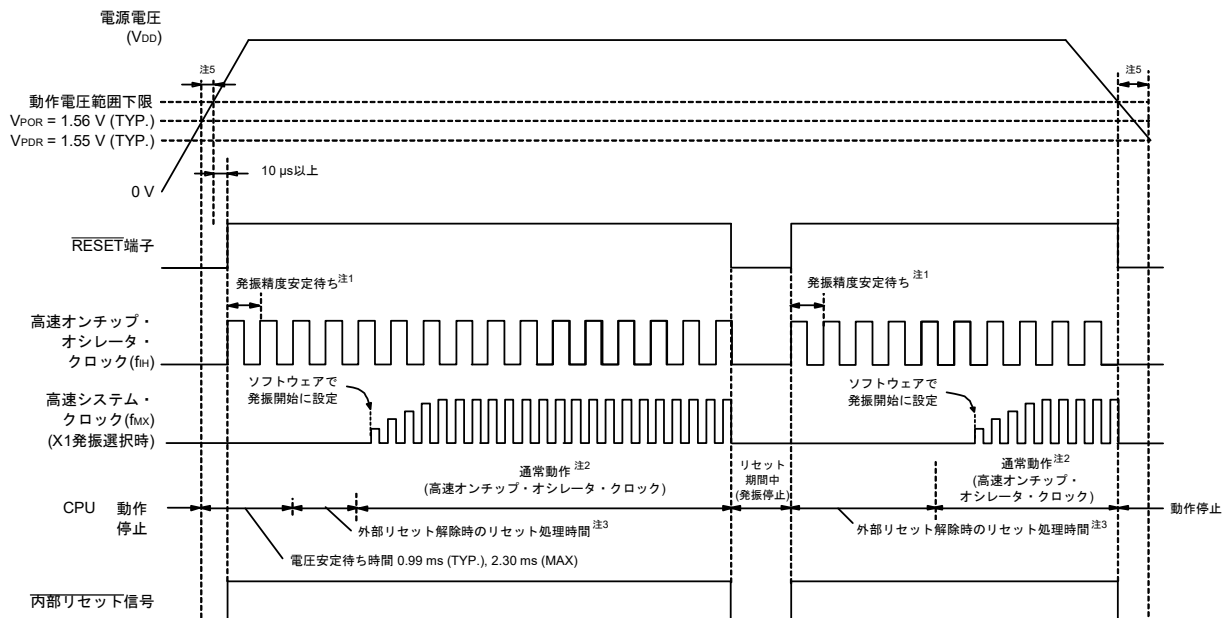 電源電圧
(VDD)
注5
注5
動作電圧範囲下限
VPOR = 1.56 V (TYP.)
VPDR = 1.55 V (TYP.)
10 µs以上
0 V
RESET端子
発振精度安定待ち注1
発振精度安定待ち注1
高速オンチップ・
オシレータ・
クロック(fIH)
ソフトウェアで
発振開始に設定
ソフトウェアで
発振開始に設定
高速システム・
クロック(fMX)
(X1発振選択時)
通常動作注2
(高速オンチップ・オシレータ・クロック)
リセット
期間中
(発振停止)
通常動作注2
(高速オンチップ・
オシレータ・クロック)
CPU 動作
停止
外部リセット解除時のリセット処理時間注3
外部リセット解除時のリセット処理時間注3
動作停止
電圧安定待ち時間 0.99 ms (TYP.), 2.30 ms (MAX)
内部リセット信号